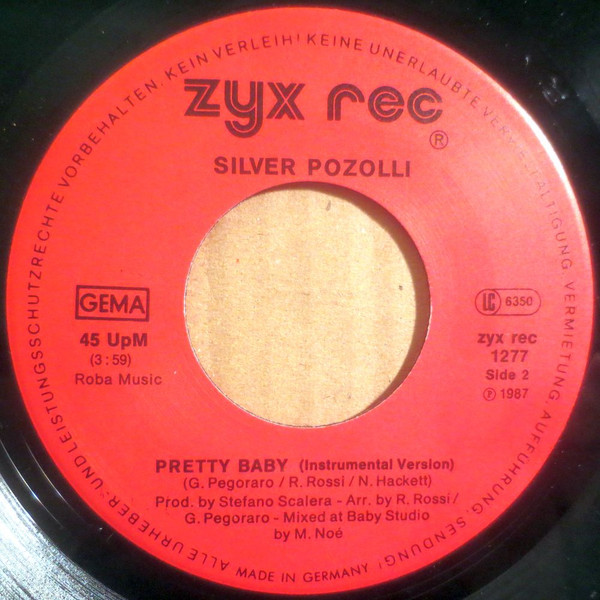 ALLE URHEBER- UND LEISTUNGSSCHUTZRECHTE VORBEHALTEN. KEIN VERLEIH! KEINE UNERLAUBTE VERVIELFÄLTIGUNG, VERMIETUNG, AUFFÜHRUNG, SENDUNG!
zyx rec
®
SILVER POZOLLI
GEMA
45 UpM
(3:59)
Roba Music
LC 6350
zyx rec
1277
Side 2
℗ 1987
PRETTY BABY (Instrumental Version)
(G. Pegoraro / R. Rossi / N. Hackett)
Prod. by Stefano Scalera - Arr. by R. Rossi /
G. Pegoraro - Mixed at Baby Studio
by M. Noé
MADE IN GERMANY